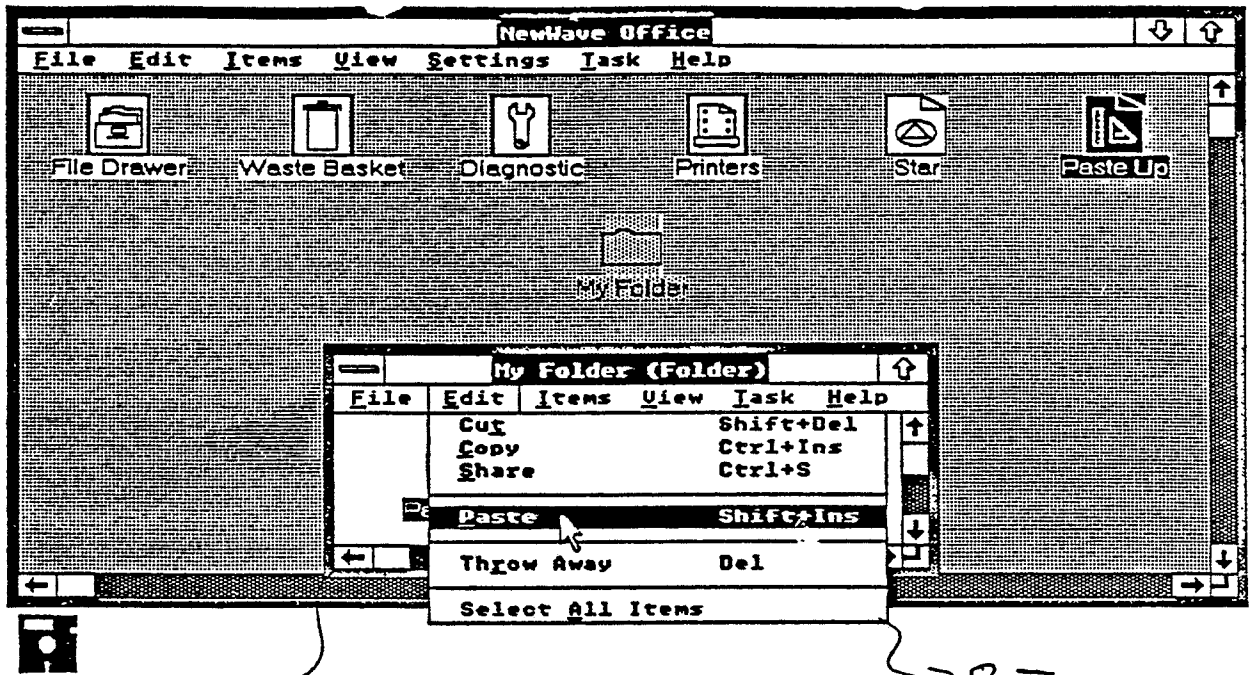 NewWave Office
File Edit Items View Settings Task Help
File Drawer Waste Basket Diagnostic Printers Star Paste Up
My Folder
My Folder (Folder)
File Edit Items View Task Help
Cut Shift+Del
Copy Ctrl+Ins
Share Ctrl+S
Pa
Paste Shift+Ins
Throw Away Del
Select All Items